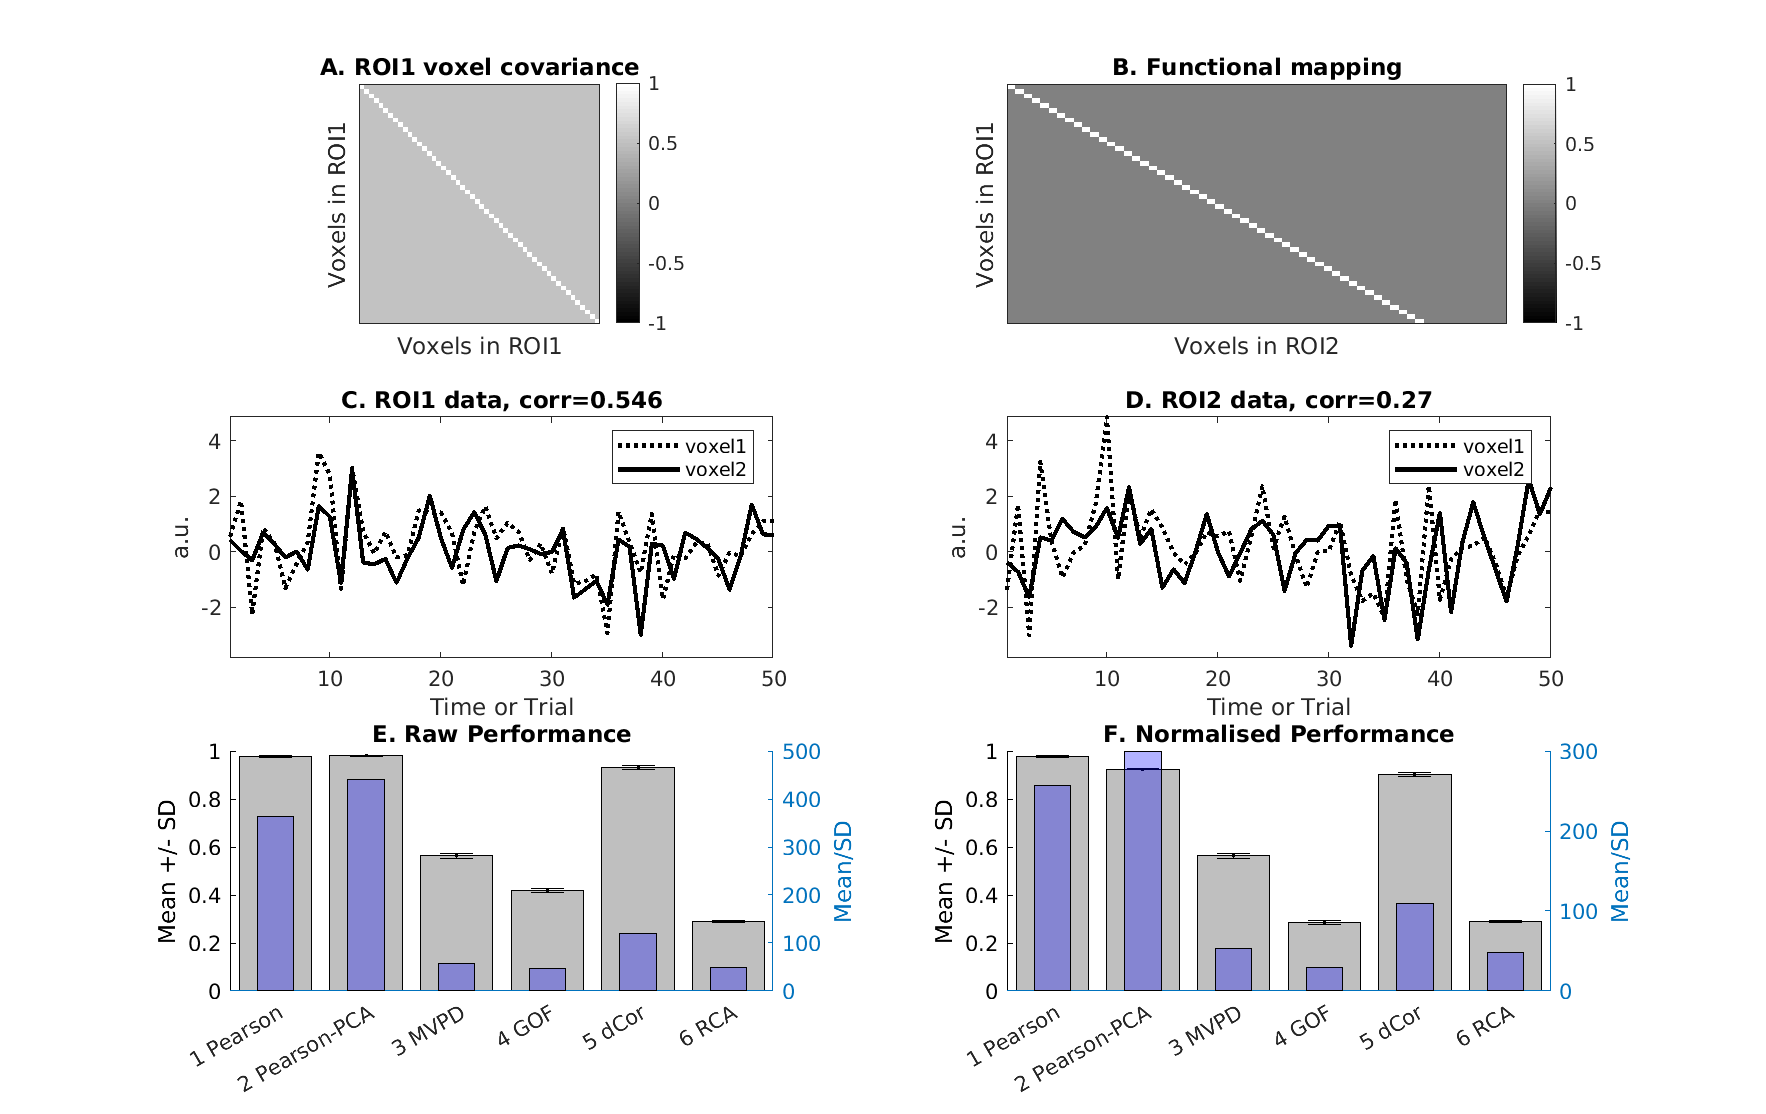 A. ROI1 voxel covariance
Voxels in ROI1
1
0.5
0
-0.5
-1
Voxels in ROI1
B. Functional mapping
Voxels in ROI1
1
0.5
0
-0.5
-1
Voxels in ROI2
C. ROI1 data, corr=0.546
a.u.
4
2
0
-2
voxel1
voxel2
10 20 30 40 50
Time or Trial
D. ROI2 data, corr=0.27
a.u.
4
2
0
-2
voxel1
voxel2
10 20 30 40 50
Time or Trial
E. Raw Performance
Mean +/- SD
1
0.8
0.6
0.4
0.2
0
500
400
300
200
100
0
Mean/SD
1 Pearson
2 Pearson-PCA
3 MVPD
4 GOF
5 dCor
6 RCA
F. Normalised Performance
Mean +/- SD
1
0.8
0.6
0.4
0.2
0
300
200
100
0
Mean/SD
1 Pearson
2 Pearson-PCA
3 MVPD
4 GOF
5 dCor
6 RCA